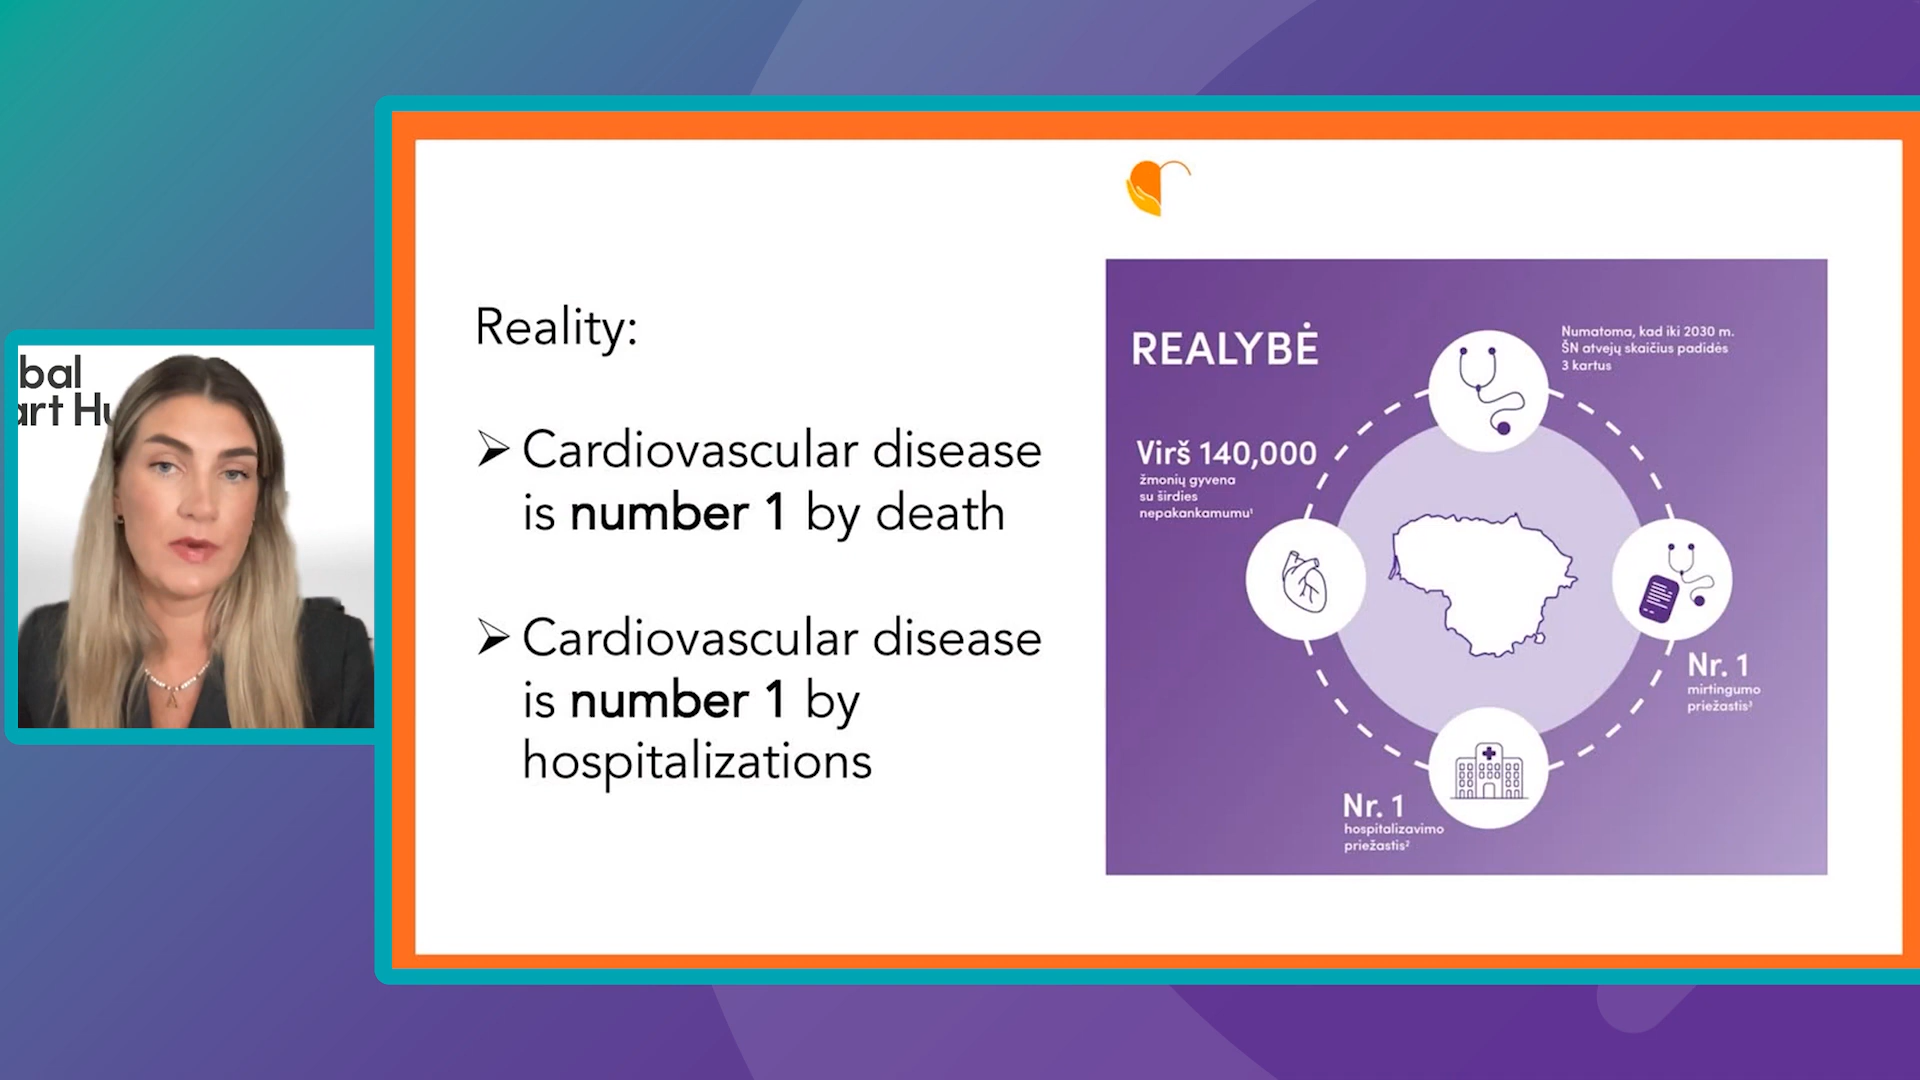 bal
art Hu
Reality:
➢ Cardiovascular disease
is number 1 by death
➢ Cardiovascular disease
is number 1 by
hospitalizations
REALYBĖ
Numatoma, kad iki 2030 m.
ŠN atvejų skaičius padidės
3 kartus
Virš 140,000
žmonių gyvena
su širdies
nepakankamumu¹
Nr. 1
mirtingumo
priežastis³
Nr. 1
hospitalizavimo
priežastis²